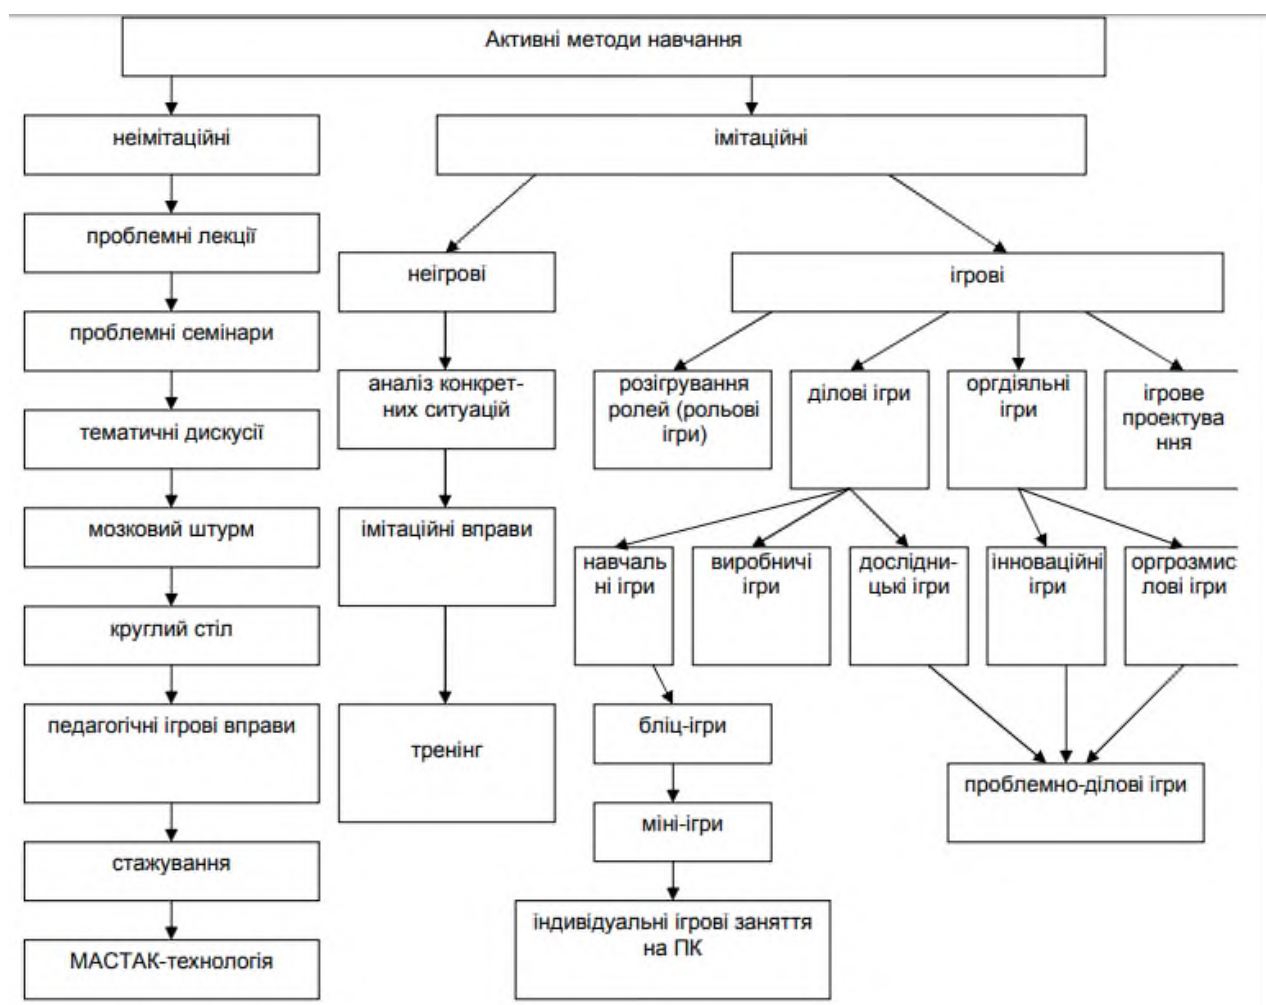 Активні методи навчання
неімітаційні
імітаційні
проблемні лекції
неігрові
ігрові
проблемні семінари
аналіз конкрет-
них ситуацій
розігрування
ролей (рольові
ігри)
ділові ігри
оргдіяльні
ігри
ігрове
проектува
ння
тематичні дискусії
мозковий штурм
імітаційні вправи
навчаль
ні ігри
виробничі
ігри
дослідни-
цькі ігри
інноваційні
ігри
оргрозмис
лові ігри
круглий стіл
педагогічні ігрові вправи
тренінг
бліц-ігри
проблемно-ділові ігри
міні-ігри
стажування
індивідуальні ігрові заняття
на ПК
МАСТАК-технологія